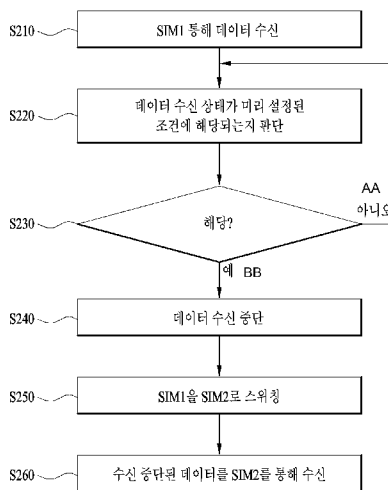 S210
SIM1 통해 데이터 수신
S220
데이터 수신 상태가 미리 설정된
조건에 해당되는지 판단
S230
해당?
AA
아니오
예 BB
S240
데이터 수신 중단
S250
SIM1을 SIM2로 스위칭
S260
수신 중단된 데이터를 SIM2를 통해 수신